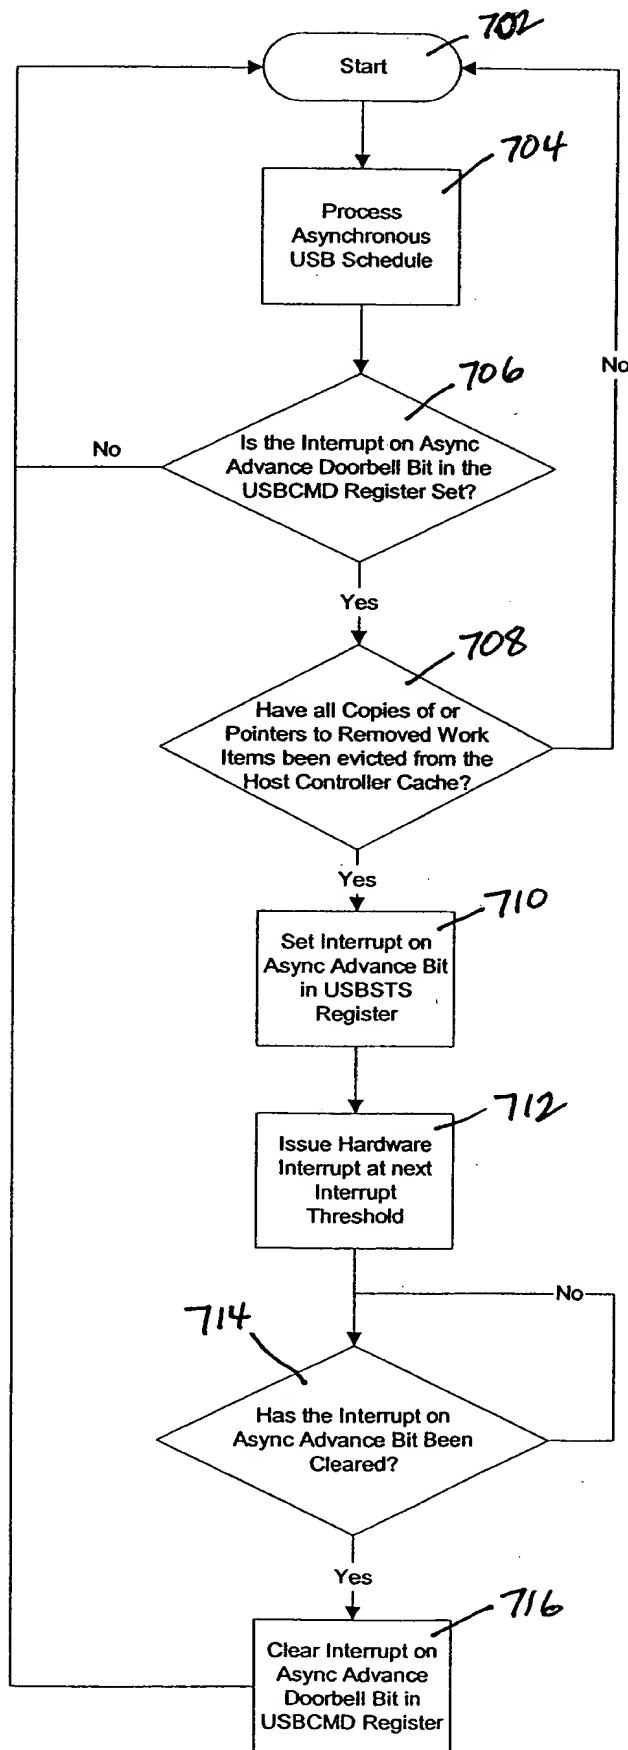 702
Start
704
Process
Asynchronous
USB Schedule
706
No
No
Is the Interrupt on Async
Advance Doorbell Bit in the
USBCMD Register Set?
Yes
708
Have all Copies of or
Pointers to Removed Work
Items been evicted from the
Host Controller Cache?
Yes
710
Set Interrupt on
Async Advance Bit
in USBSTS
Register
712
Issue Hardware
Interrupt at next
Interrupt
Threshold
No
714
Has the Interrupt on
Async Advance Bit Been
Cleared?
Yes
716
Clear Interrupt on
Async Advance
Doorbell Bit in
USBCMD Register